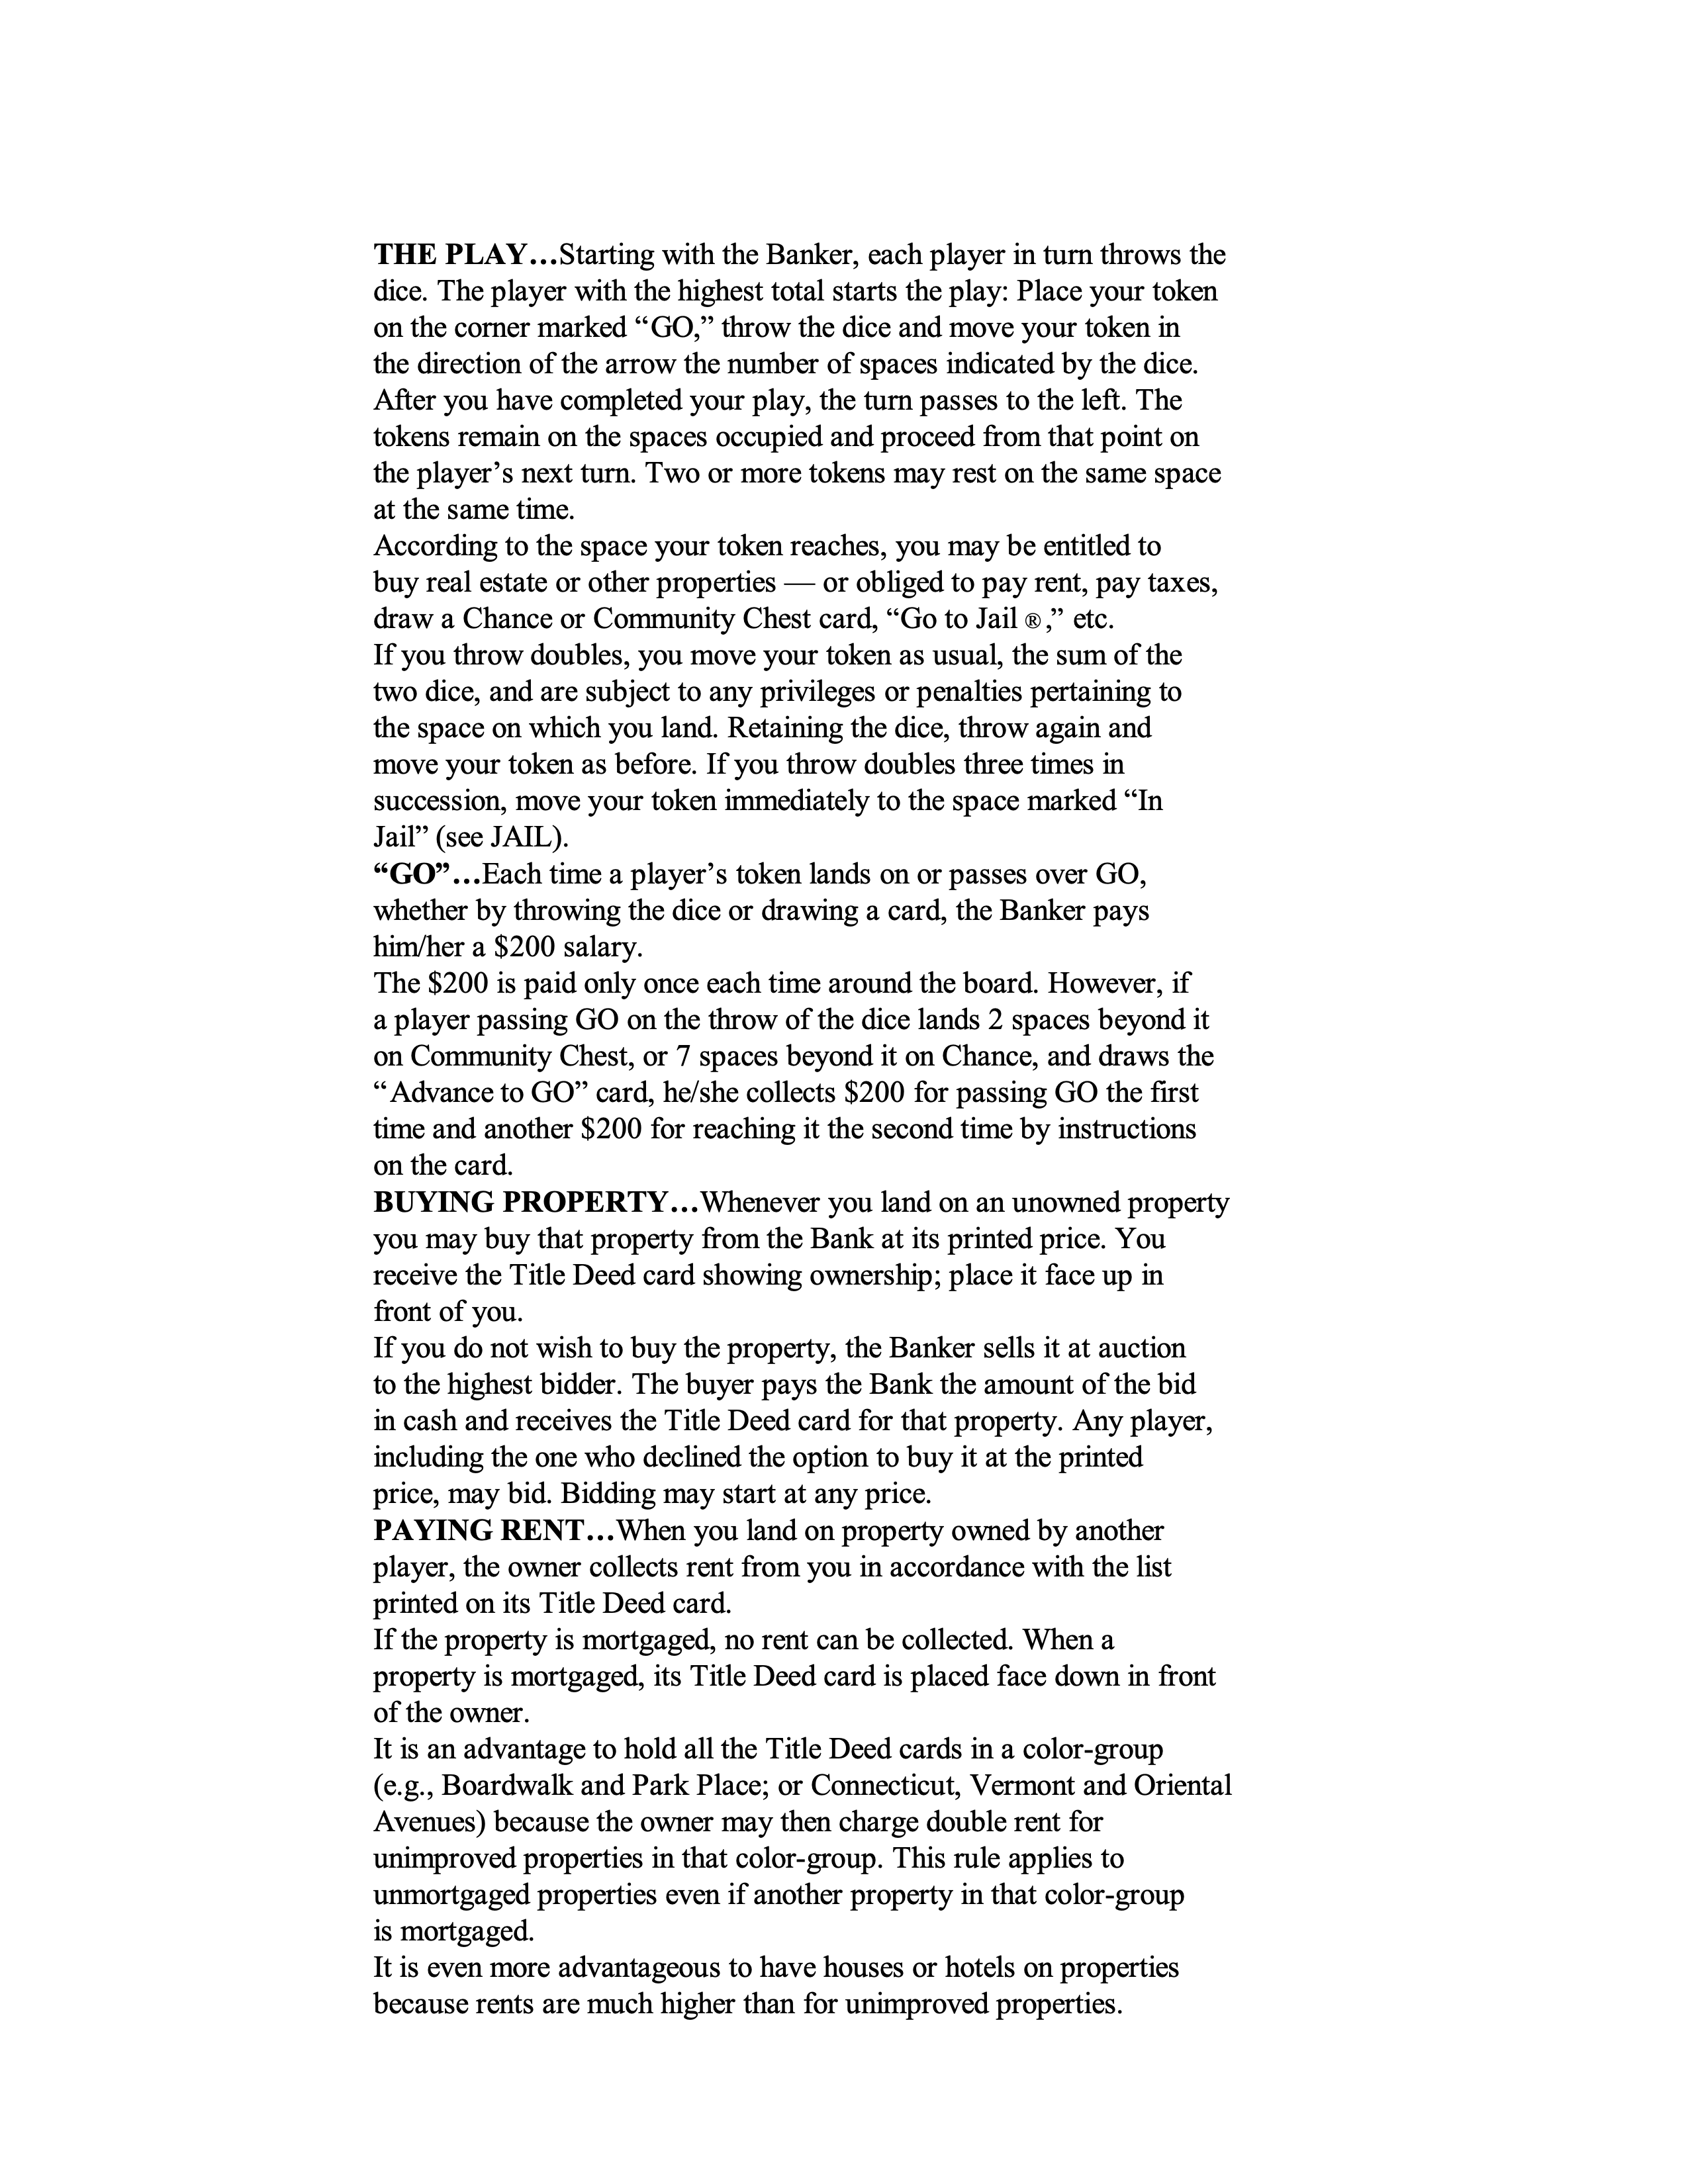 THE PLAY…Starting with the Banker, each player in turn throws the
dice. The player with the highest total starts the play: Place your token
on the corner marked “GO,” throw the dice and move your token in
the direction of the arrow the number of spaces indicated by the dice.
After you have completed your play, the turn passes to the left. The
tokens remain on the spaces occupied and proceed from that point on
the player’s next turn. Two or more tokens may rest on the same space
at the same time.
According to the space your token reaches, you may be entitled to
buy real estate or other properties — or obliged to pay rent, pay taxes,
draw a Chance or Community Chest card, “Go to Jail ®,” etc.
If you throw doubles, you move your token as usual, the sum of the
two dice, and are subject to any privileges or penalties pertaining to
the space on which you land. Retaining the dice, throw again and
move your token as before. If you throw doubles three times in
succession, move your token immediately to the space marked “In
Jail” (see JAIL).
“GO”…Each time a player’s token lands on or passes over GO,
whether by throwing the dice or drawing a card, the Banker pays
him/her a $200 salary.
The $200 is paid only once each time around the board. However, if
a player passing GO on the throw of the dice lands 2 spaces beyond it
on Community Chest, or 7 spaces beyond it on Chance, and draws the
“Advance to GO” card, he/she collects $200 for passing GO the first
time and another $200 for reaching it the second time by instructions
on the card.
BUYING PROPERTY…Whenever you land on an unowned property
you may buy that property from the Bank at its printed price. You
receive the Title Deed card showing ownership; place it face up in
front of you.
If you do not wish to buy the property, the Banker sells it at auction
to the highest bidder. The buyer pays the Bank the amount of the bid
in cash and receives the Title Deed card for that property. Any player,
including the one who declined the option to buy it at the printed
price, may bid. Bidding may start at any price.
PAYING RENT…When you land on property owned by another
player, the owner collects rent from you in accordance with the list
printed on its Title Deed card.
If the property is mortgaged, no rent can be collected. When a
property is mortgaged, its Title Deed card is placed face down in front
of the owner.
It is an advantage to hold all the Title Deed cards in a color-group
(e.g., Boardwalk and Park Place; or Connecticut, Vermont and Oriental
Avenues) because the owner may then charge double rent for
unimproved properties in that color-group. This rule applies to
unmortgaged properties even if another property in that color-group
is mortgaged.
It is even more advantageous to have houses or hotels on properties
because rents are much higher than for unimproved properties.